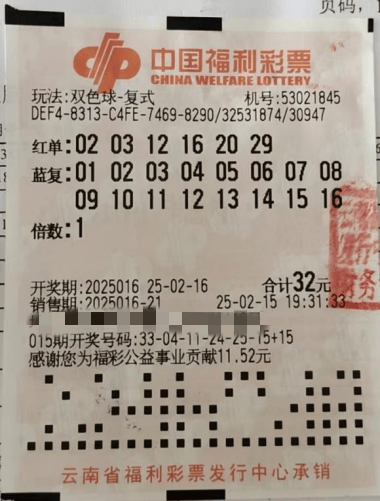 页码，
中国福利彩票
CHINA WELFARE LOTTERY
玩法:双色球-复式 机号:53021845
DEF4-8313-C4FE-7469-8290/32531874/30947
红单:02 03 12 16 20 29
蓝复:01 02 03 04 05 06 07 08
09 10 11 12 13 14 15 16
倍数:1
开奖期:2025016 25-02-16 合计32元
销售期:2025016-21 25-02-15 19:31:33
015期开奖号码:33-04-11-24-25-15+15
感谢您为福彩公益事业贡献11.52元
云南省福利彩票发行中心承销